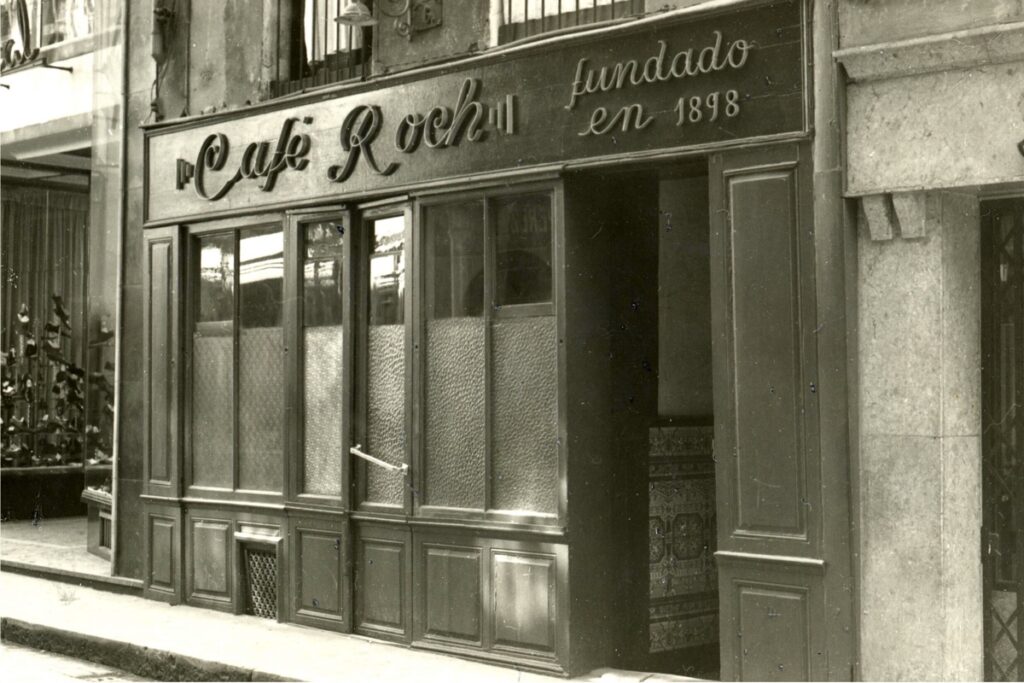 Café Roch
fundado
en 1898